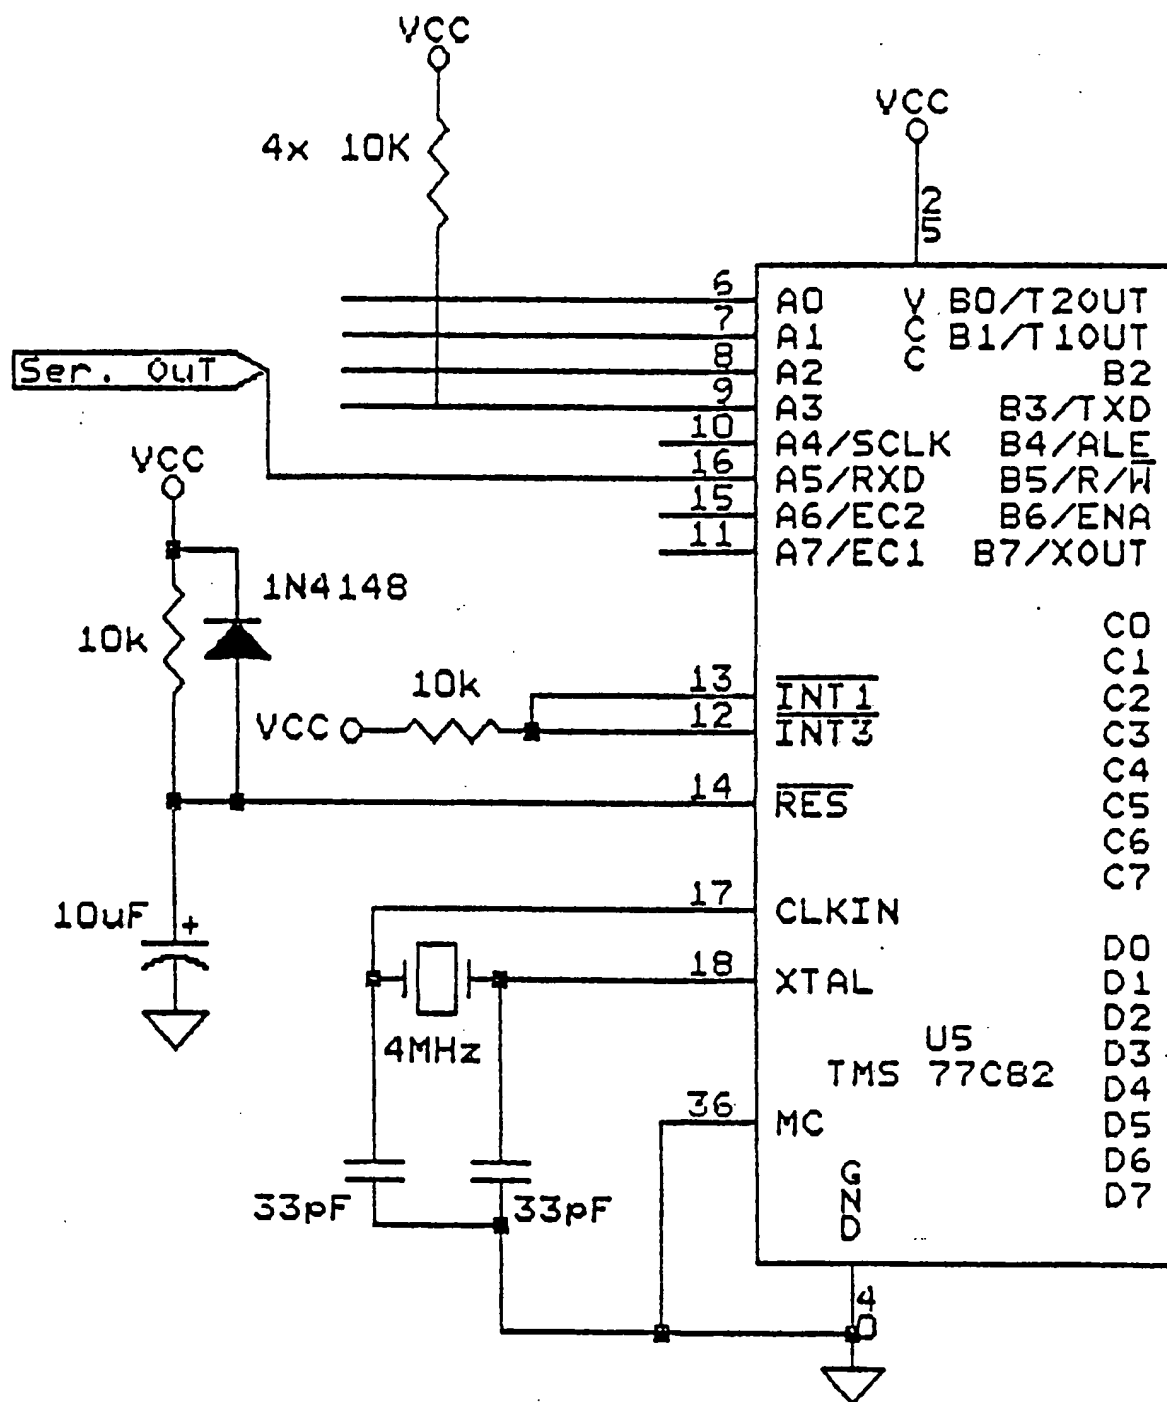 VCC
4x 10K
VCC
25
6 A0 VCC B0/T2OUT
7 A1 B1/T1OUT
Ser. OuT
8 A2 B2
9 A3 B3/TXD
10 A4/SCLK B4/ALE
VCC
16 A5/RXD B5/R/W
15 A6/EC2 B6/ENA
11 A7/EC1 B7/XOUT
1N4148
10k
C0
C1
10k
13 INT1 C2
VCC
12 INT3 C3
C4
14 RES C5
C6
C7
10uF +
17 CLKIN
D0
18 XTAL D1
D2
4MHz
U5 D3
TMS 77C82 D4
36 MC D5
D6
33pF 33pF
GND D7
40